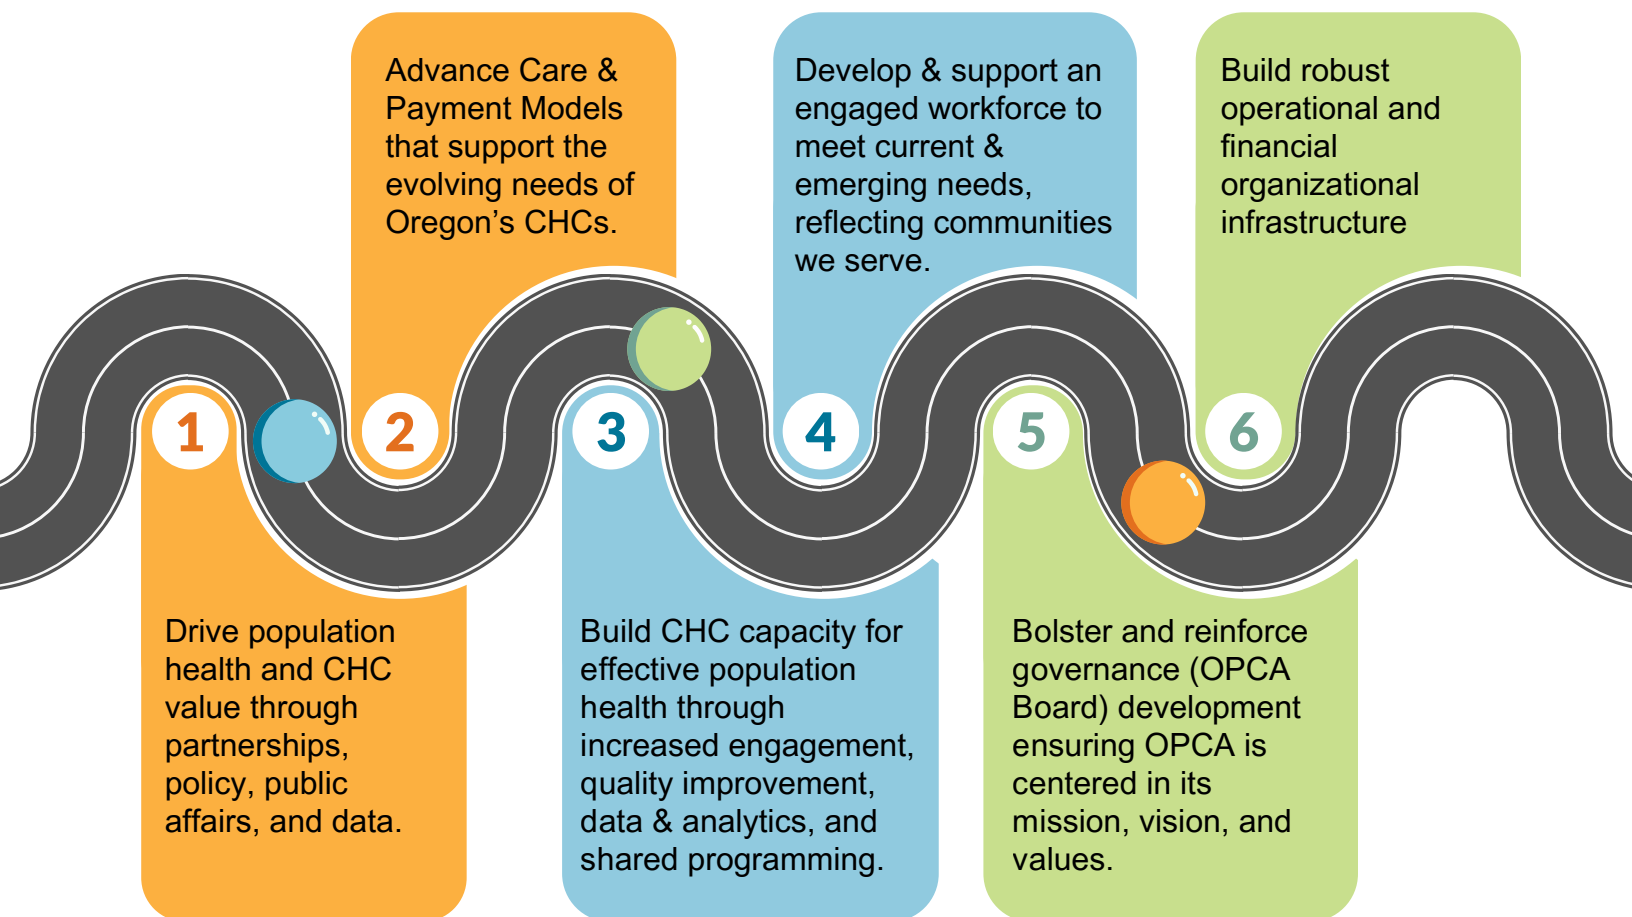 1
Drive population
health and CHC
value through
partnerships,
policy, public
affairs, and data.
2
Advance Care &
Payment Models
that support the
evolving needs of
Oregon’s CHCs.
3
Build CHC capacity for
effective population
health through
increased engagement,
quality improvement,
data & analytics, and
shared programming.
4
Develop & support an
engaged workforce to
meet current &
emerging needs,
reflecting communities
we serve.
5
Bolster and reinforce
governance (OPCA
Board) development
ensuring OPCA is
centered in its
mission, vision, and
values.
6
Build robust
operational and
financial
organizational
infrastructure